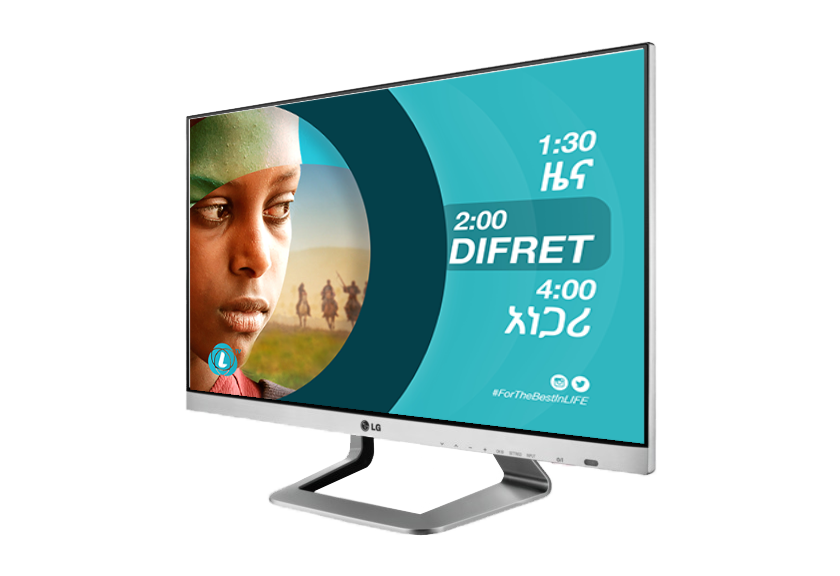 1:30
ዜና
2:00
DIFRET
4:00
አነጋሪ
#ForTheBestInLIFE
L
LG